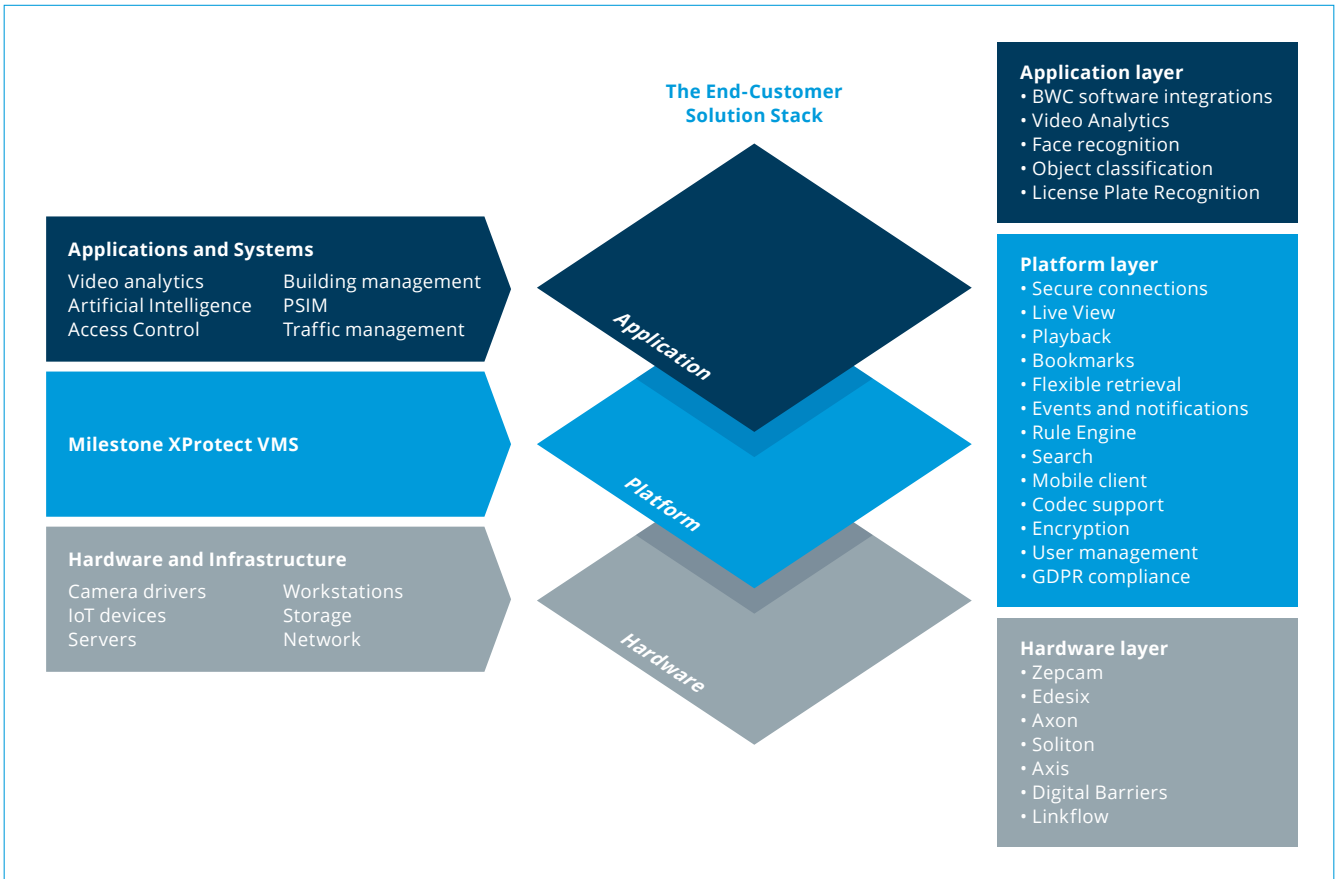 The End-Customer
Solution Stack
Applications and Systems
Video analytics
Artificial Intelligence
Access Control
Building management
PSIM
Traffic management
Milestone XProtect VMS
Hardware and Infrastructure
Camera drivers
IoT devices
Servers
Workstations
Storage
Network
Application
Platform
Hardware
Application layer
• BWC software integrations
• Video Analytics
• Face recognition
• Object classification
• License Plate Recognition
Platform layer
• Secure connections
• Live View
• Playback
• Bookmarks
• Flexible retrieval
• Events and notifications
• Rule Engine
• Search
• Mobile client
• Codec support
• Encryption
• User management
• GDPR compliance
Hardware layer
• Zepcam
• Edesix
• Axon
• Soliton
• Axis
• Digital Barriers
• Linkflow